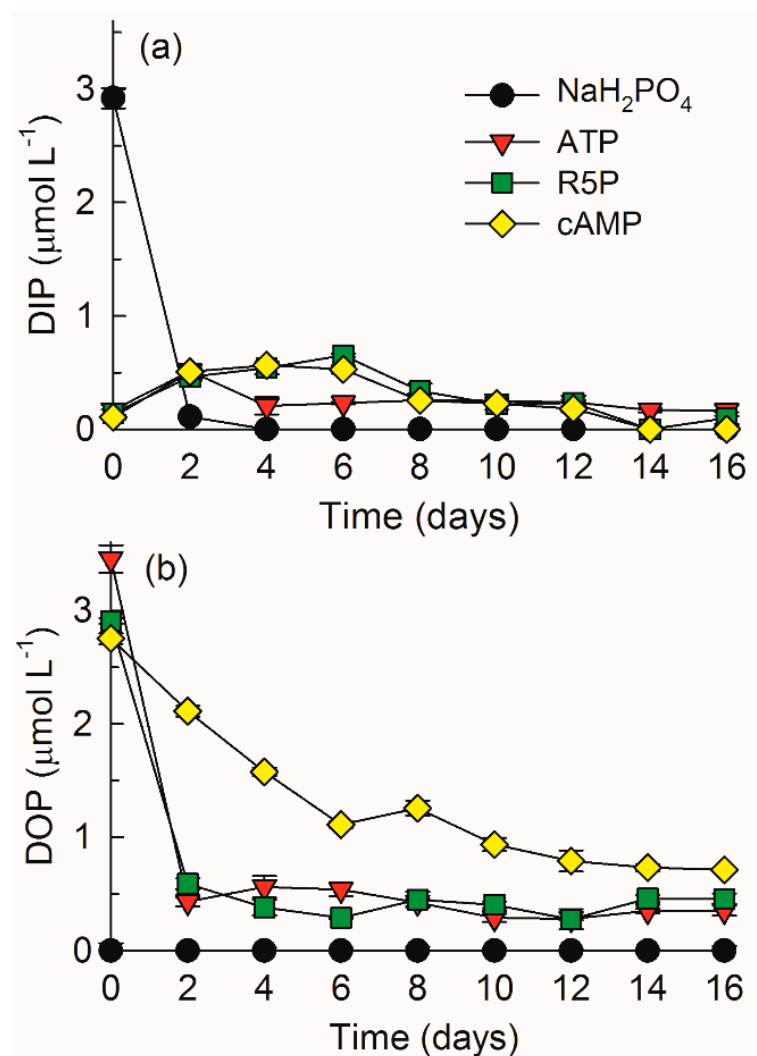 (a)
NaH₂PO₄
ATP
R5P
cAMP
DIP (μmol L⁻¹)
3
2
1
0
0 2 4 6 8 10 12 14 16
Time (days)
(b)
DOP (μmol L⁻¹)
3
2
1
0
0 2 4 6 8 10 12 14 16
Time (days)